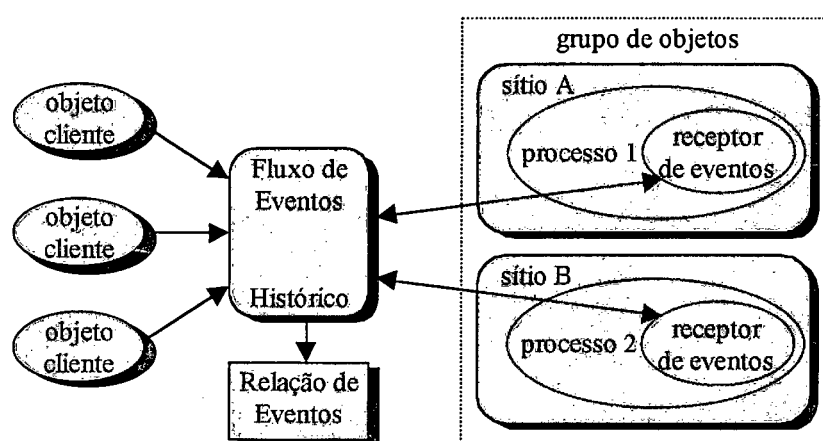 objeto
cliente
objeto
cliente
objeto
cliente
Fluxo de
Eventos
Histórico
Relação de
Eventos
grupo de objetos
sítio A
processo 1
receptor
de eventos
sítio B
processo 2
receptor
de eventos